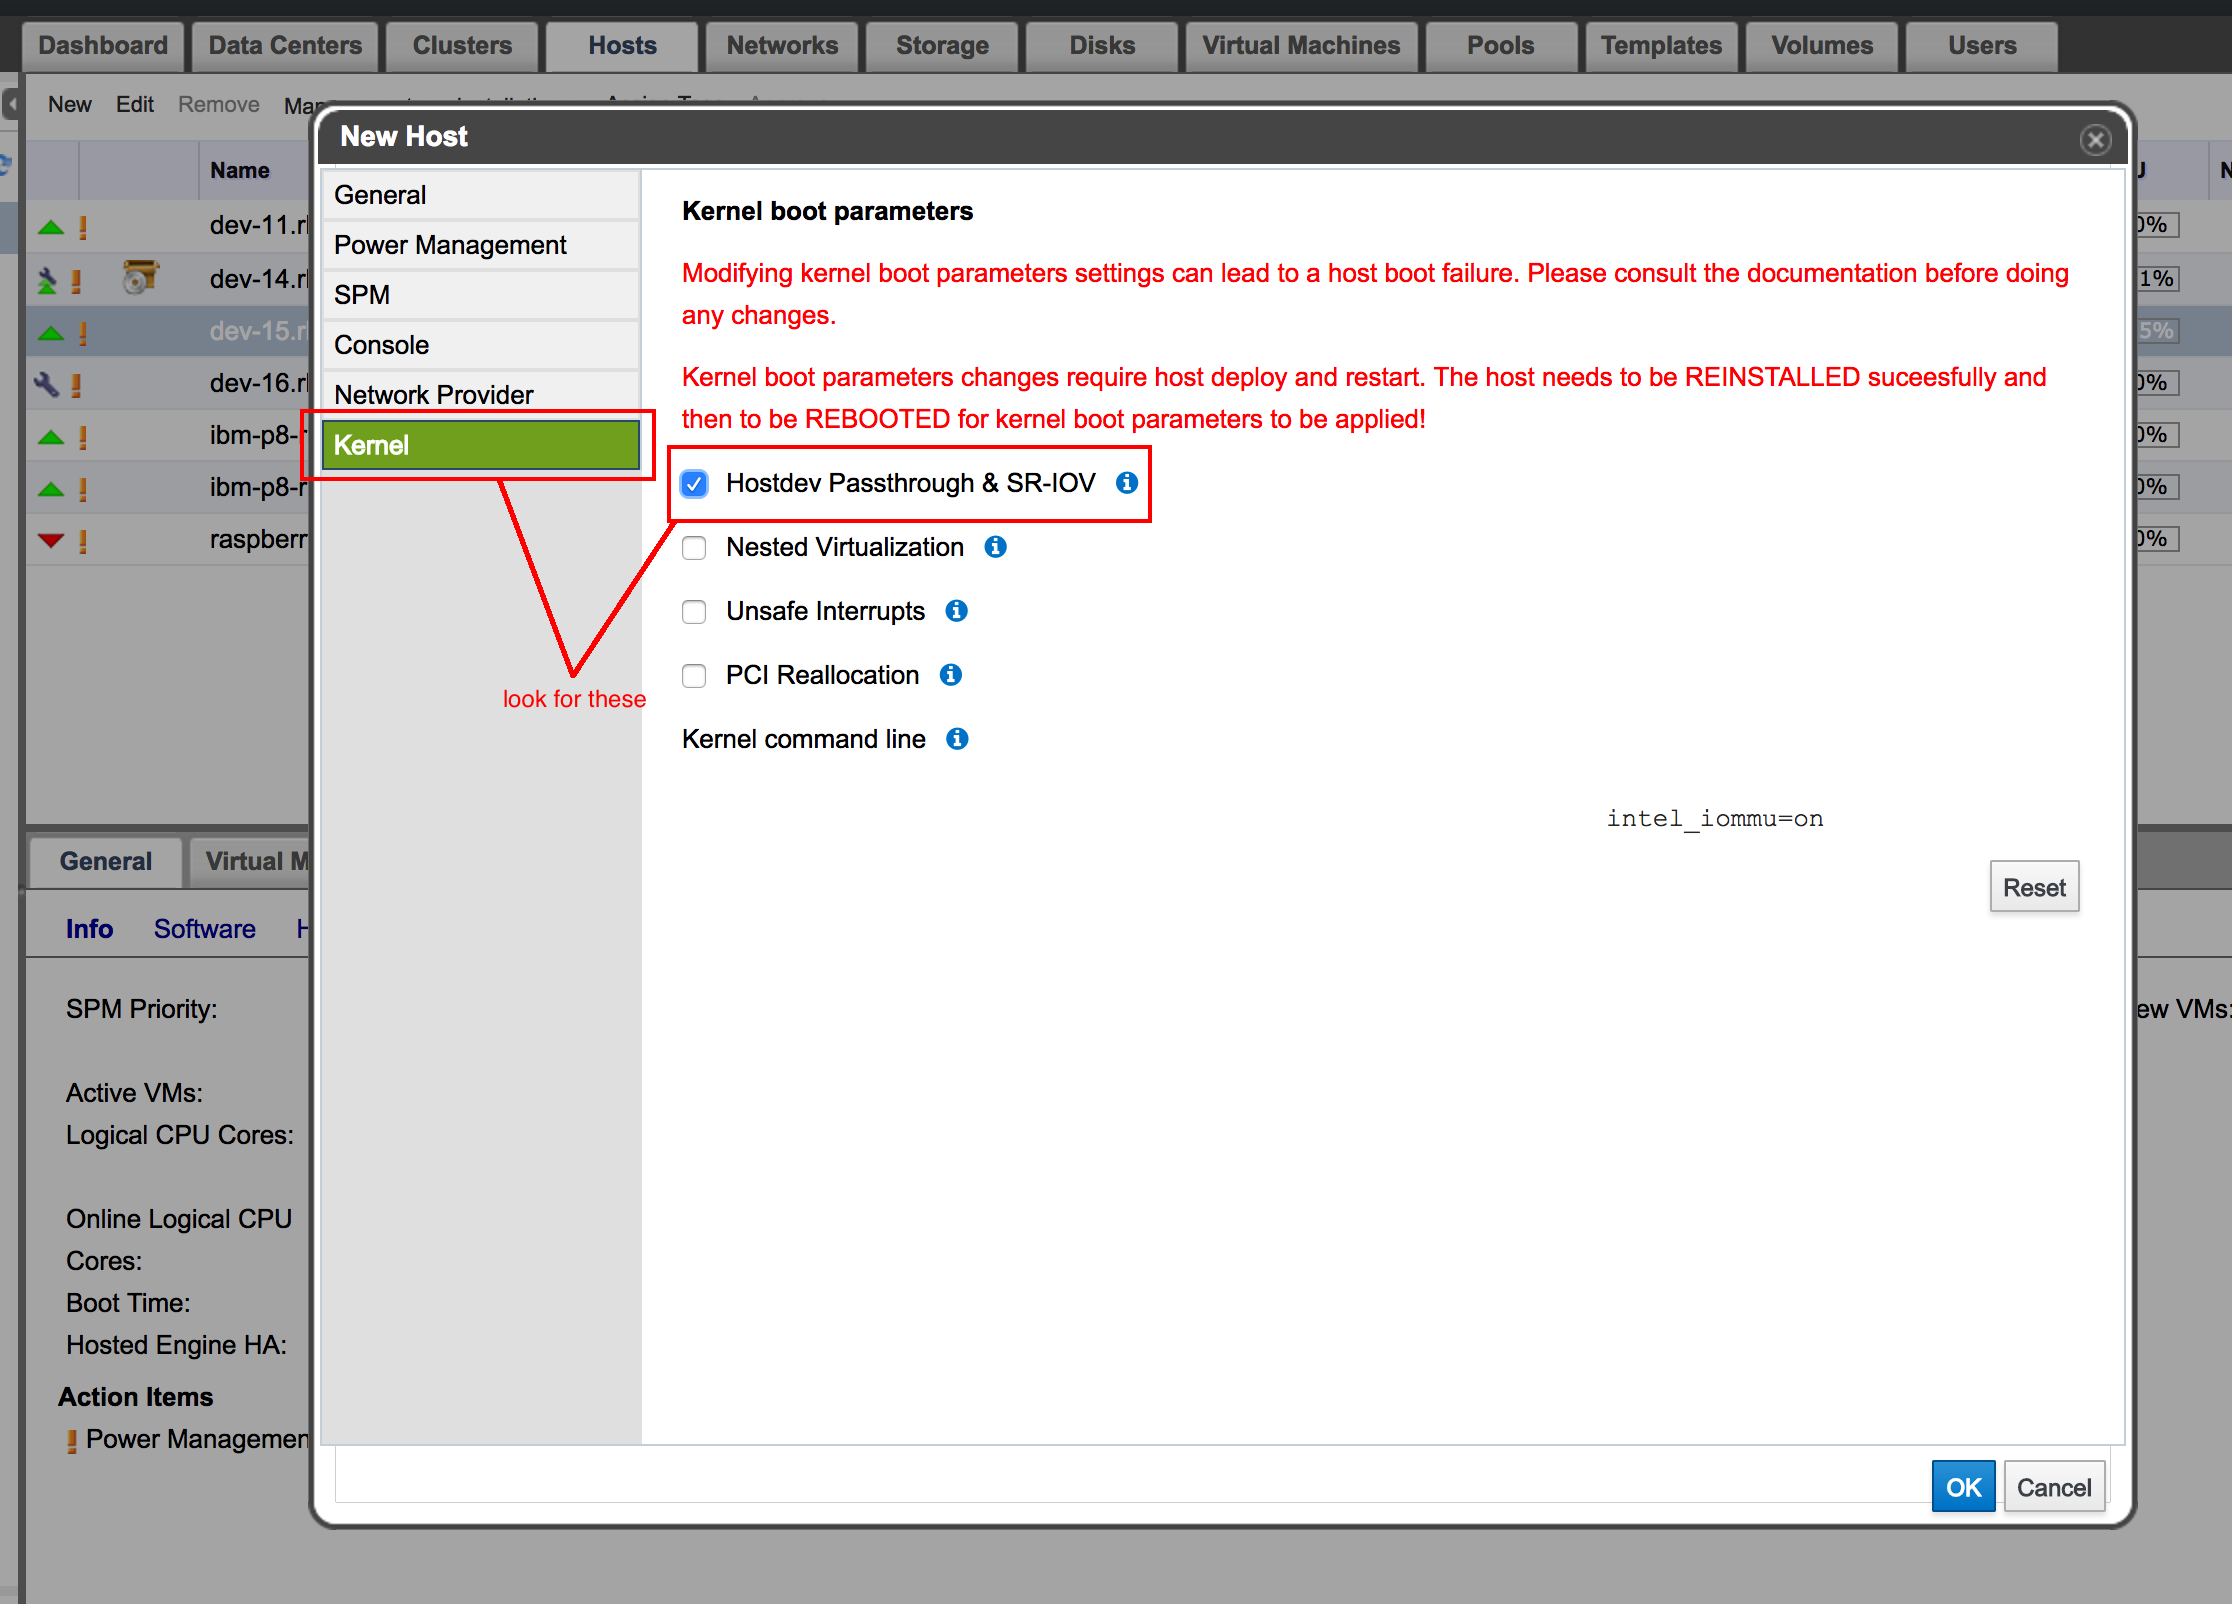 Dashboard Data Centers Clusters Hosts Networks Storage Disks Virtual Machines Pools Templates Volumes Users
New Edit Remove
New Host
Name
General
Power Management
SPM
Console
Network Provider
Kernel
Kernel boot parameters
Modifying kernel boot parameters settings can lead to a host boot failure. Please consult the documentation before doing
any changes.
Kernel boot parameters changes require host deploy and restart. The host needs to be REINSTALLED suceesfully and
then to be REBOOTED for kernel boot parameters to be applied!
Hostdev Passthrough & SR-IOV
Nested Virtualization
Unsafe Interrupts
PCI Reallocation
Kernel command line
intel_iommu=on
Reset
look for these
dev-11.r
0%
dev-14.r
1%
dev-15.r
5%
dev-16.r
0%
ibm-p8-
0%
ibm-p8-r
0%
raspberr
0%
General Virtual M
Info Software H
SPM Priority:
ew VMs:
Active VMs:
Logical CPU Cores:
Online Logical CPU
Cores:
Boot Time:
Hosted Engine HA:
Action Items
Power Managemen
OK Cancel